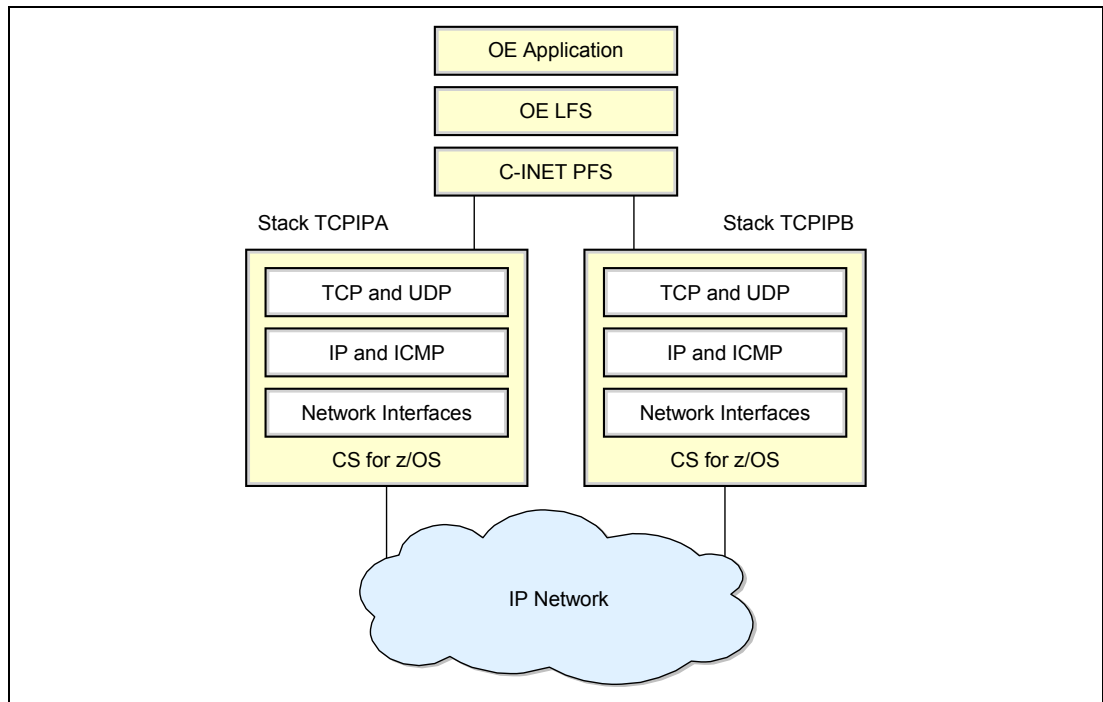 OE Application
OE LFS
C-INET PFS
Stack TCPIPA
Stack TCPIPB
TCP and UDP
IP and ICMP
Network Interfaces
CS for z/OS
TCP and UDP
IP and ICMP
Network Interfaces
CS for z/OS
IP Network